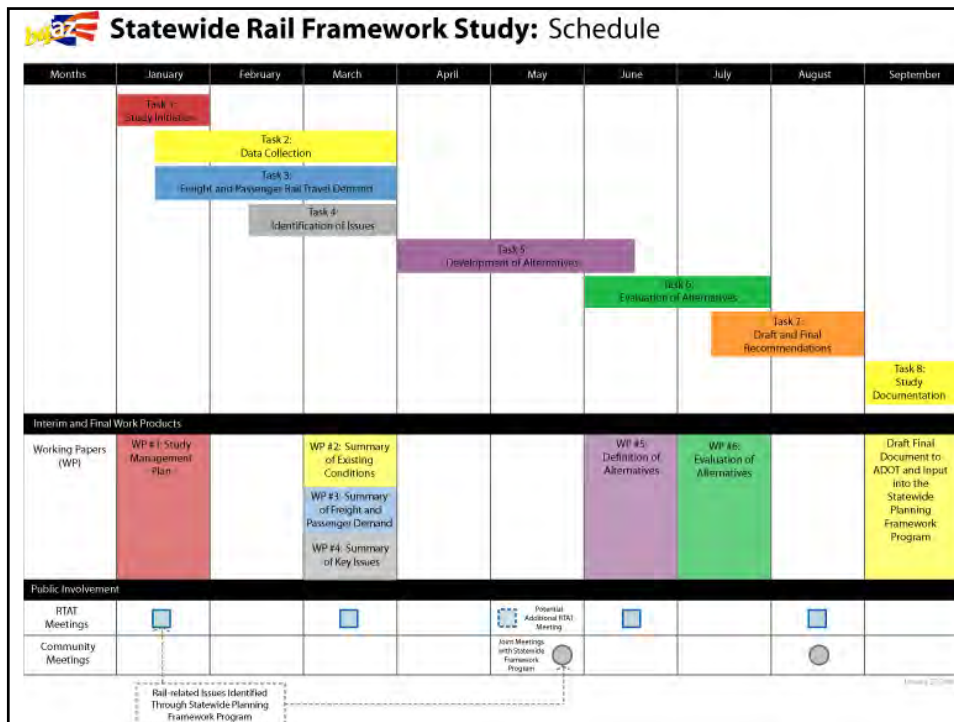 bqaz Statewide Rail Framework Study: Schedule
Months January February March April May June July August September
Task 1:
Study Initiation
Task 2:
Data Collection
Task 3:
Freight and Passenger Rail Travel Demand
Task 4:
Identification of Issues
Task 5:
Development of Alternatives
Task 6:
Evaluation of Alternatives
Task 7:
Draft and Final
Recommendations
Task 8:
Study
Documentation
Interim and Final Work Products
Working Papers
(WP)
WP #1: Study
Management
Plan
WP #2: Summary
of Existing
Conditions
WP #3: Summary
of Freight and
Passenger Demand
WP #4: Summary
of Key Issues
WP #5:
Definition of
Alternatives
WP #6:
Evaluation of
Alternatives
Draft Final
Document to
ADOT and Input
into the
Statewide
Planning
Framework
Program
Public Involvement
RTAT
Meetings
Potential
Additional RTAT
Meeting
Community
Meetings
Joint Meetings
with Statewide
Framework
Program
Rail-related Issues Identified
Through Statewide Planning
Framework Program